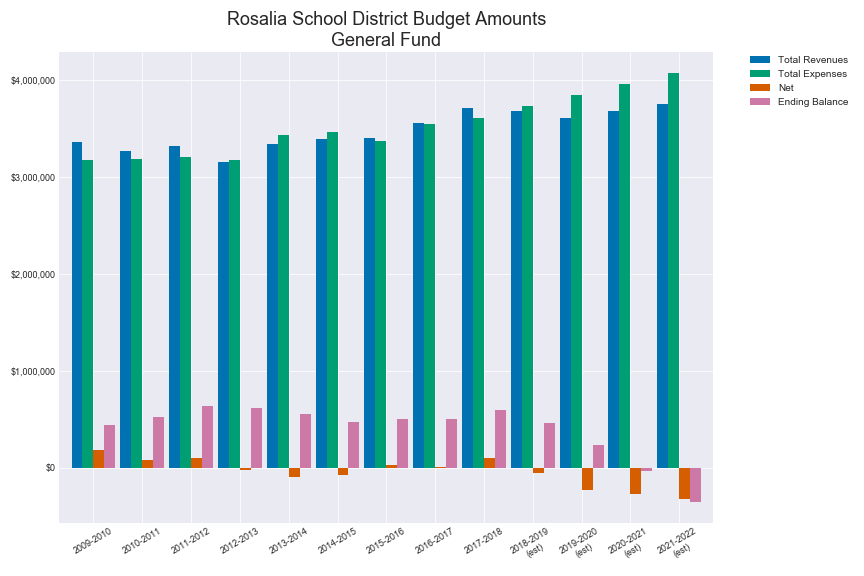 Rosalia School District Budget Amounts
General Fund
Total Revenues
Total Expenses
Net
Ending Balance
$4,000,000
$3,000,000
$2,000,000
$1,000,000
$0
2009-2010
2010-2011
2011-2012
2012-2013
2013-2014
2014-2015
2015-2016
2016-2017
2017-2018
2018-2019
(est)
2019-2020
(est)
2020-2021
(est)
2021-2022
(est)